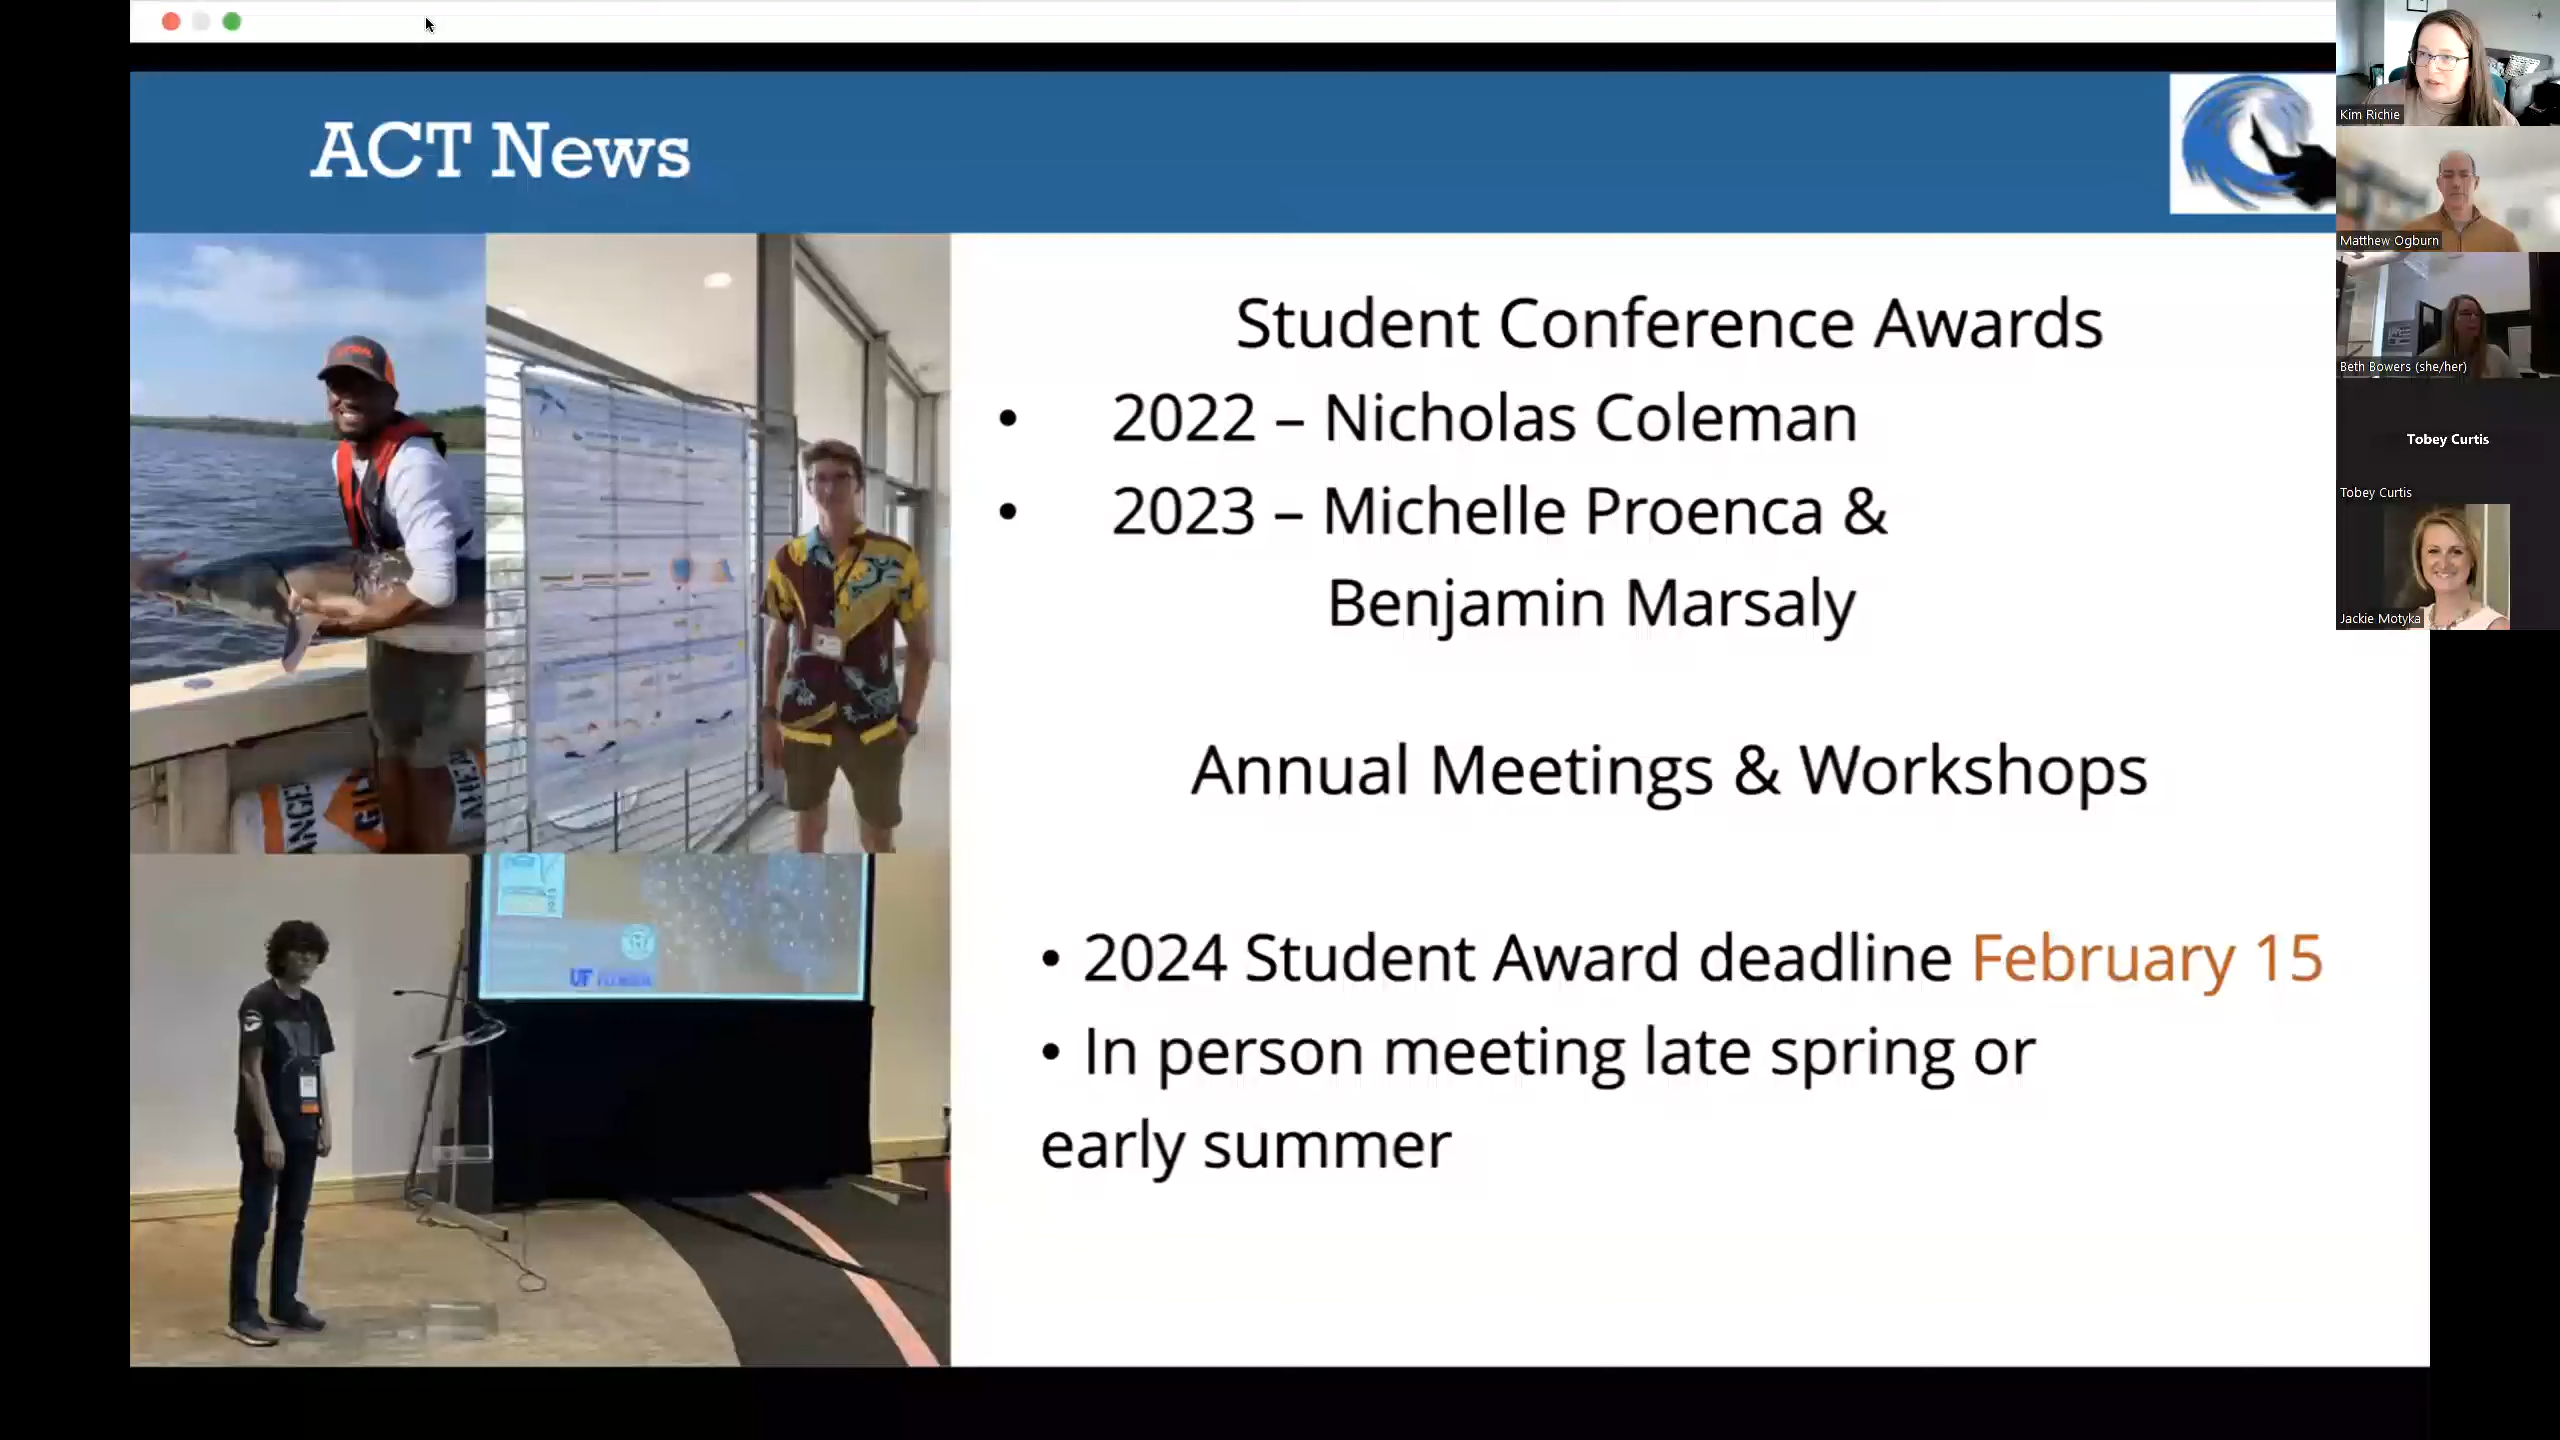 ACT News
Student Conference Awards
• 2022 – Nicholas Coleman
• 2023 – Michelle Proenca &
Benjamin Marsaly
Annual Meetings & Workshops
• 2024 Student Award deadline February 15
• In person meeting late spring or
early summer
UF
Kim Richie
Matthew Ogburn
Beth Bowers (she/her)
Tobey Curtis
Tobey Curtis
Jackie Motyka